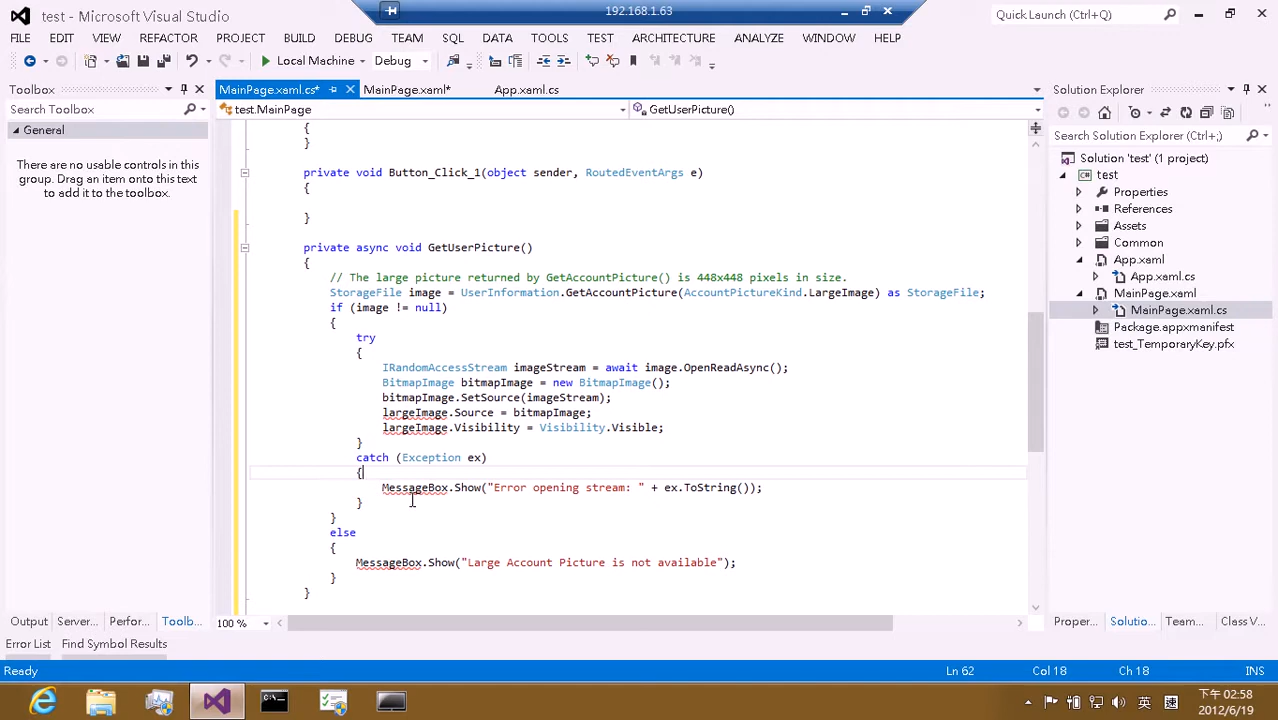 192.168.1.63
test - Microsoft Visual Studio
Quick Launch (Ctrl+Q)
FILE EDIT VIEW REFACTOR PROJECT BUILD DEBUG TEAM SQL DATA TOOLS TEST ARCHITECTURE ANALYZE WINDOW HELP
Local Machine Debug
Toolbox
MainPage.xaml.cs* MainPage.xaml* App.xaml.cs
Solution Explorer
Search Toolbox
test.MainPage
GetUserPicture()
General
There are no usable controls in this
group. Drag an item onto this text
to add it to the toolbox.
{
}
private void Button_Click_1(object sender, RoutedEventArgs e)
{
}
private async void GetUserPicture()
{
// The large picture returned by GetAccountPicture() is 448x448 pixels in size.
StorageFile image = UserInformation.GetAccountPicture(AccountPictureKind.LargeImage) as StorageFile;
if (image != null)
{
try
{
IRandomAccessStream imageStream = await image.OpenReadAsync();
BitmapImage bitmapImage = new BitmapImage();
bitmapImage.SetSource(imageStream);
largeImage.Source = bitmapImage;
largeImage.Visibility = Visibility.Visible;
}
catch (Exception ex)
{
MessageBox.Show("Error opening stream: " + ex.ToString());
}
}
else
{
MessageBox.Show("Large Account Picture is not available");
}
}
Search Solution Explorer (Ctrl+;)
Solution 'test' (1 project)
test
Properties
References
Assets
Common
App.xaml
App.xaml.cs
MainPage.xaml
MainPage.xaml.cs
Package.appxmanifest
test_TemporaryKey.pfx
Output Server... Perfor... Toolb...
100 %
Proper... Solutio... Team... Class V...
Error List Find Symbol Results
Ready
Ln 62 Col 18 Ch 18 INS
英 速
下午 02:58
2012/6/19